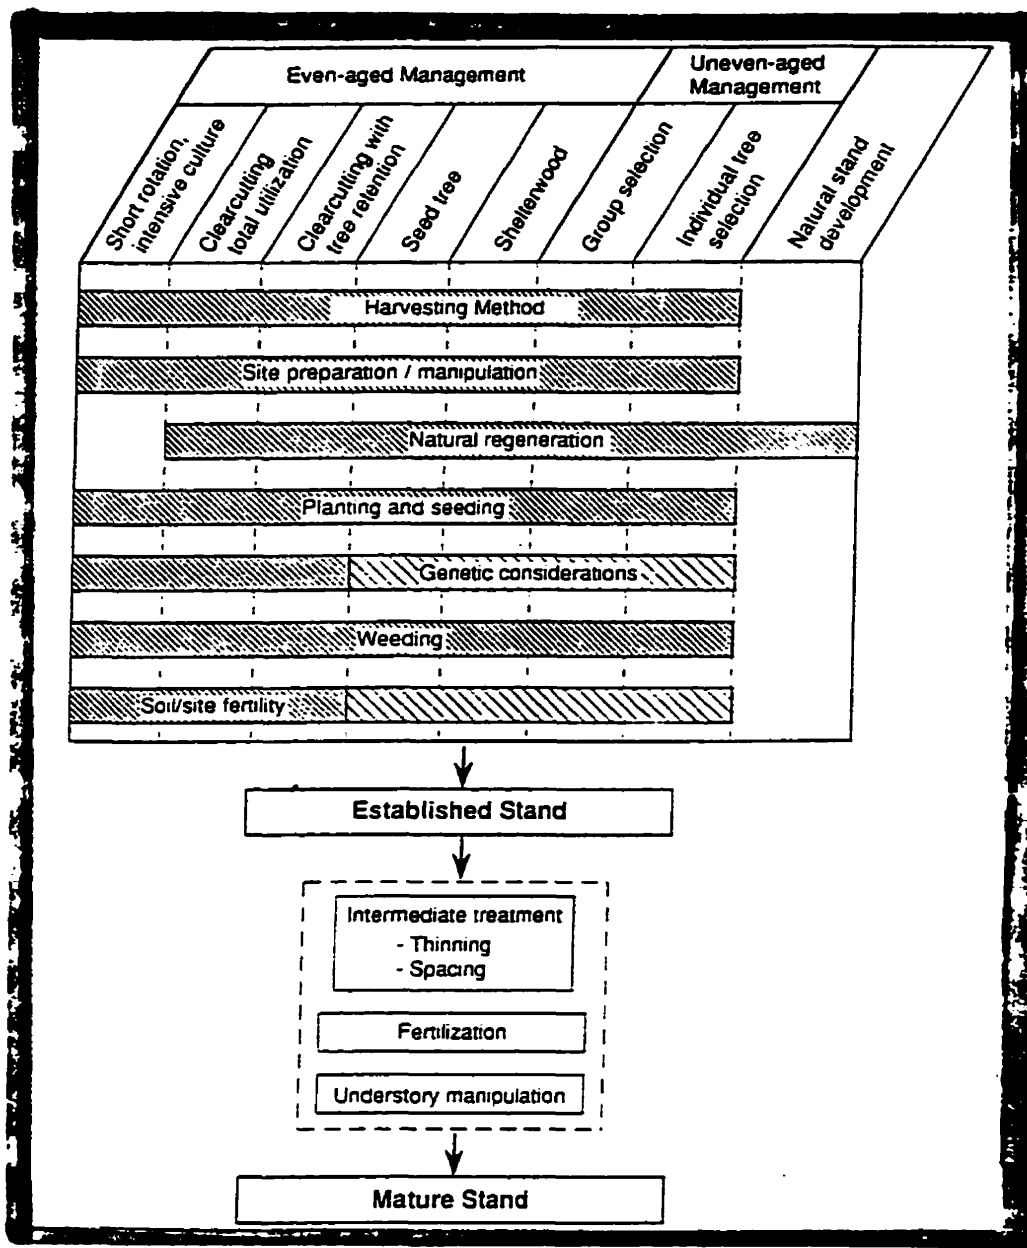 Even-aged Management
Uneven-aged
Management
Short rotation,
intensive culture
Clearcutting
total utilization
Clearcutting with
tree retention
Seed tree
Shelterwood
Group selection
Individual tree
selection
Natural stand
development
Harvesting Method
Site preparation / manipulation
Natural regeneration
Planting and seeding
Genetic considerations
Weeding
Soil/site fertility
Established Stand
Intermediate treatment
- Thinning
- Spacing
Fertilization
Understory manipulation
Mature Stand